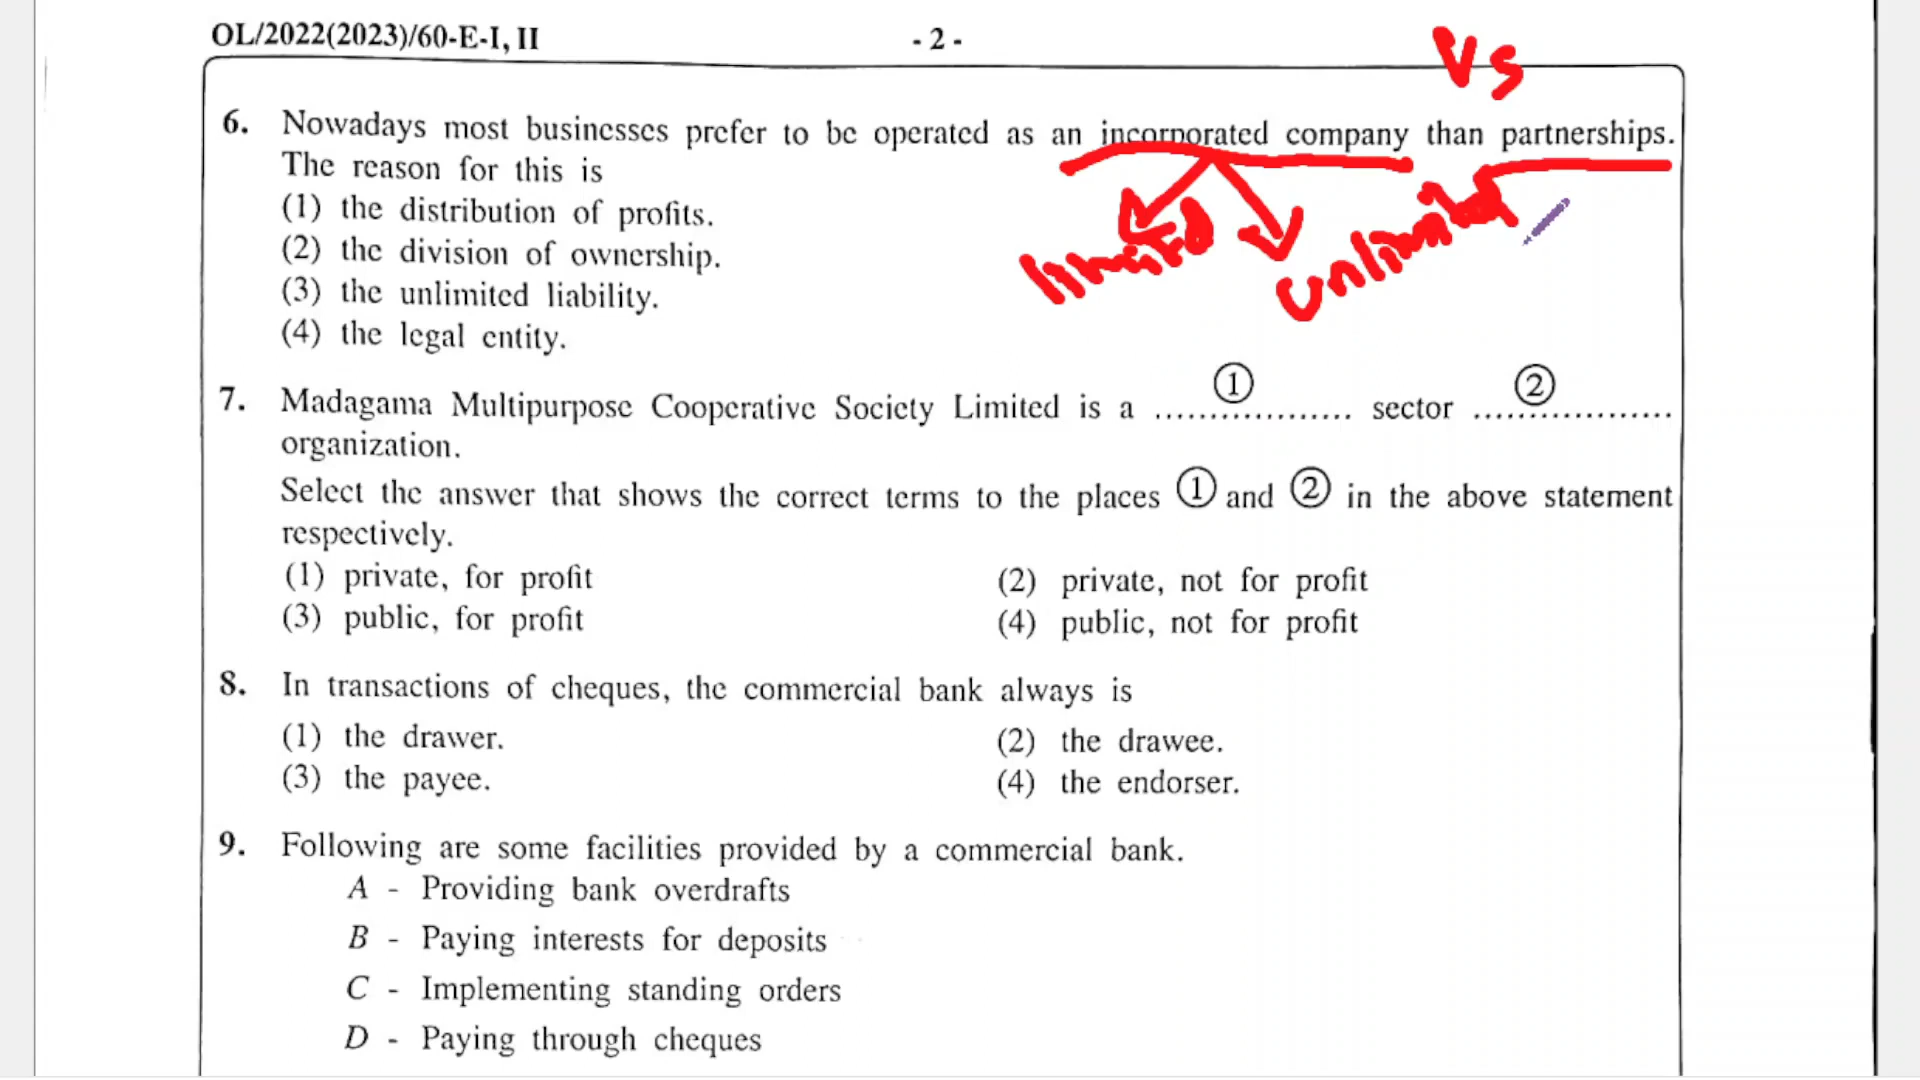 OL/2022(2023)/60-E-I, II
- 2 -
Vs
6. Nowadays most businesses prefer to be operated as an incorporated company than partnerships.
The reason for this is
(1) the distribution of profits.
(2) the division of ownership.
(3) the unlimited liability.
(4) the legal entity.
limited
Unlimited
7. Madagama Multipurpose Cooperative Society Limited is a ........①........ sector ........②........
organization.
Select the answer that shows the correct terms to the places ① and ② in the above statement
respectively.
(1) private, for profit
(2) private, not for profit
(3) public, for profit
(4) public, not for profit
8. In transactions of cheques, the commercial bank always is
(1) the drawer.
(2) the drawee.
(3) the payee.
(4) the endorser.
9. Following are some facilities provided by a commercial bank.
A - Providing bank overdrafts
B - Paying interests for deposits
C - Implementing standing orders
D - Paying through cheques